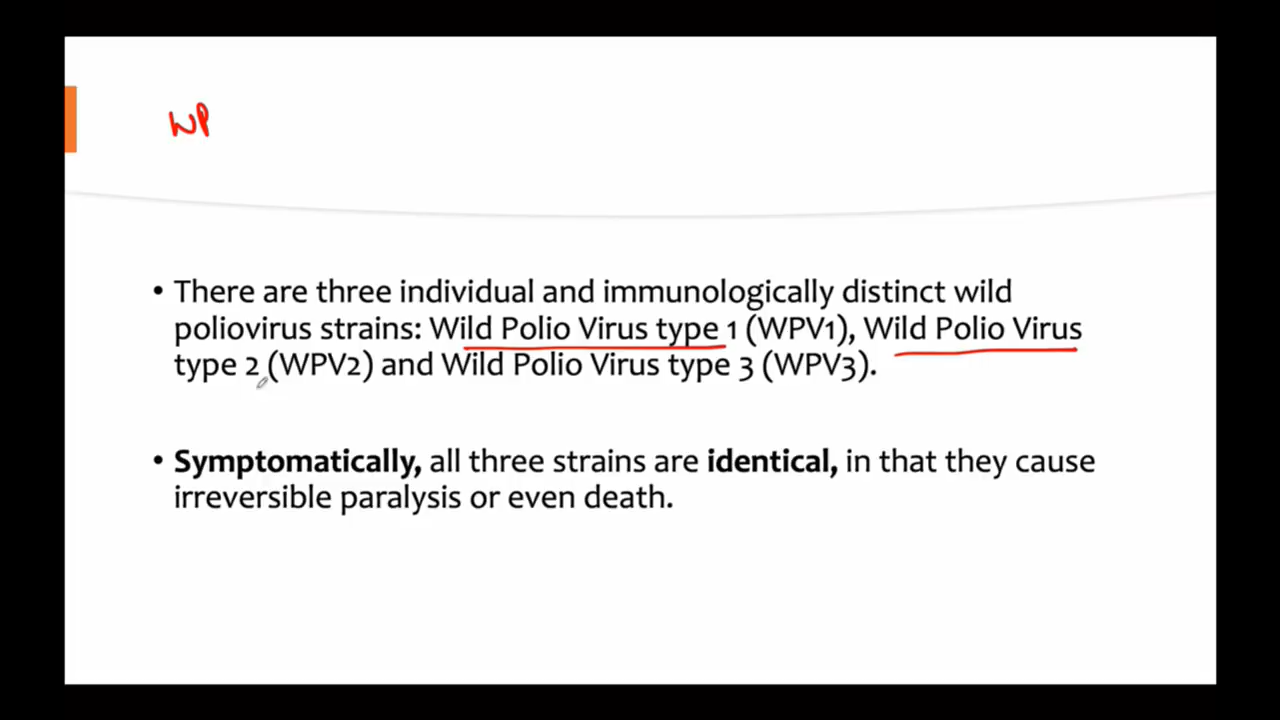 WP
• There are three individual and immunologically distinct wild
poliovirus strains: Wild Polio Virus type 1 (WPV1), Wild Polio Virus
type 2 (WPV2) and Wild Polio Virus type 3 (WPV3).
• Symptomatically, all three strains are identical, in that they cause
irreversible paralysis or even death.